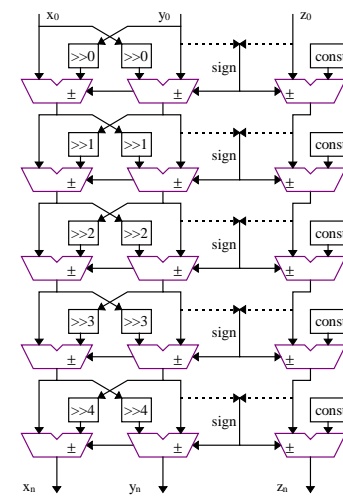 x0 y0 z0
>>0 >>0 const
sign
± ± ±
>>1 >>1 const
sign
± ± ±
>>2 >>2 const
sign
± ± ±
>>3 >>3 const
sign
± ± ±
>>4 >>4 const
sign
± ± ±
xn yn zn